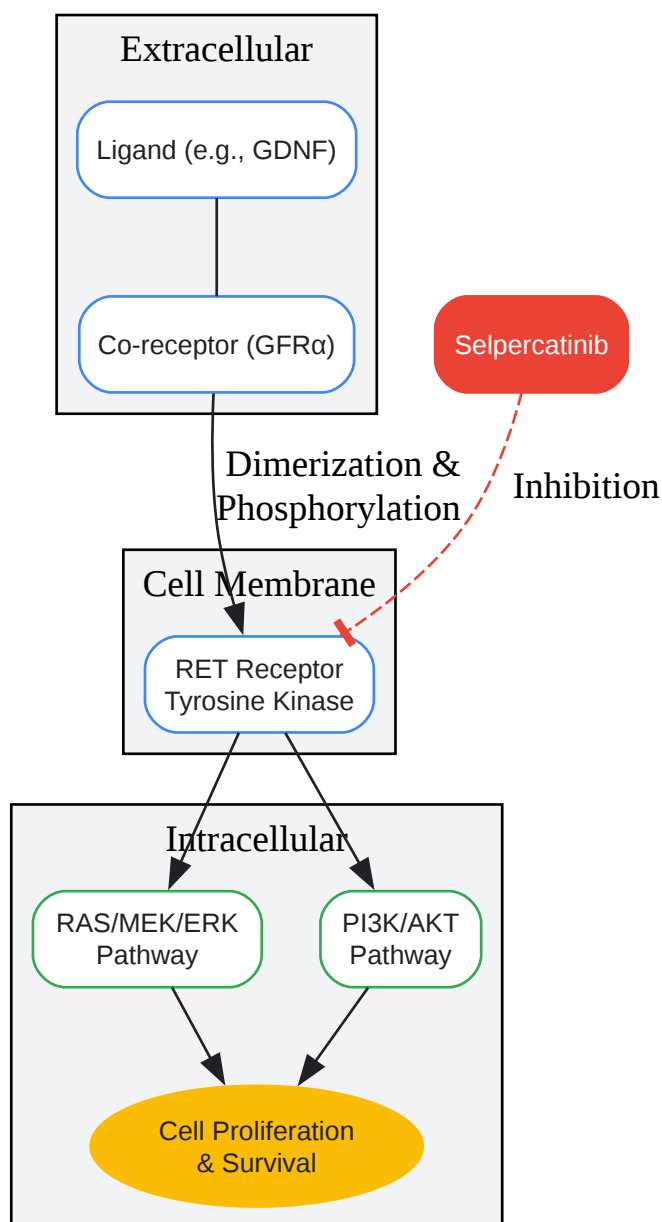 Extracellular
Ligand (e.g., GDNF)
Co-receptor (GFRα)
Selpercatinib
Dimerization &
Phosphorylation
Inhibition
Cell Membrane
RET Receptor
Tyrosine Kinase
Intracellular
RAS/MEK/ERK
Pathway
PI3K/AKT
Pathway
Cell Proliferation
& Survival